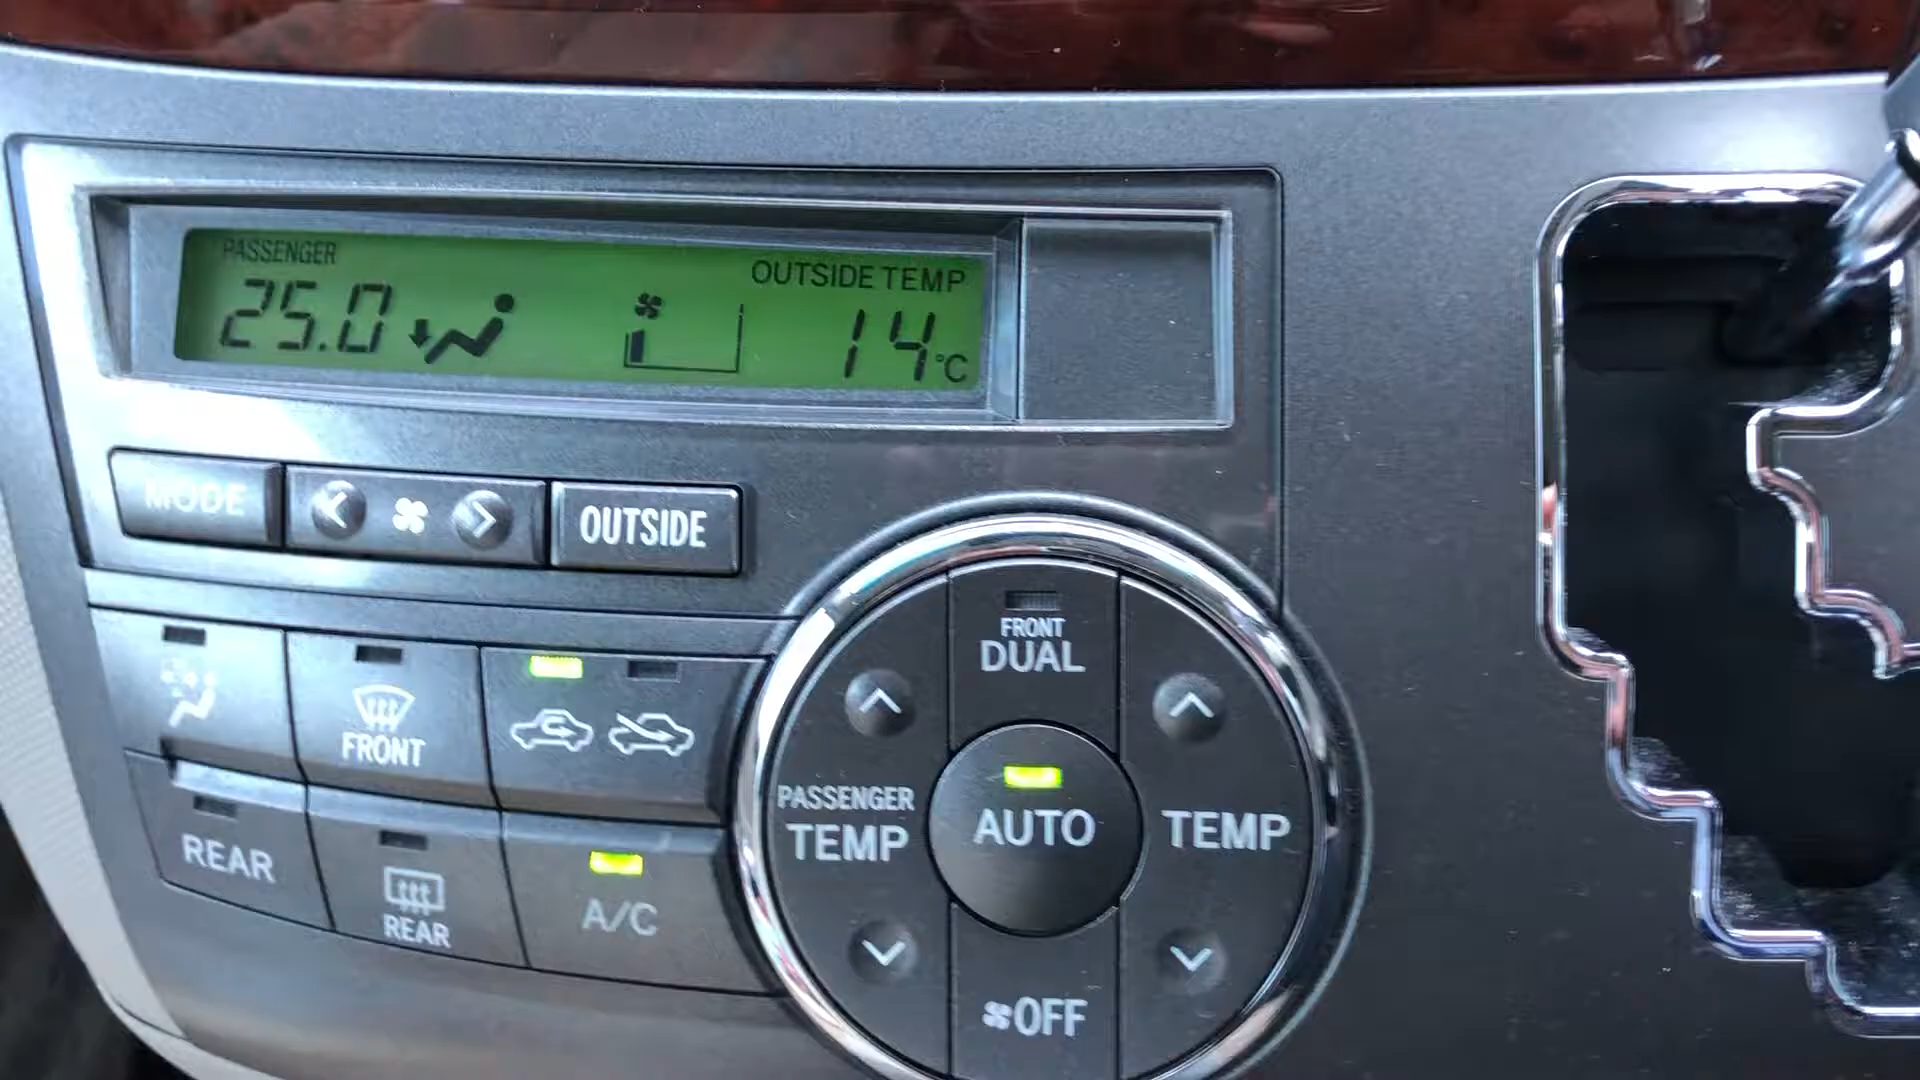 PASSENGER
OUTSIDE TEMP
25.0
14°C
MODE
OUTSIDE
FRONT
DUAL
FRONT
PASSENGER
TEMP
AUTO
TEMP
REAR
REAR
A/C
OFF